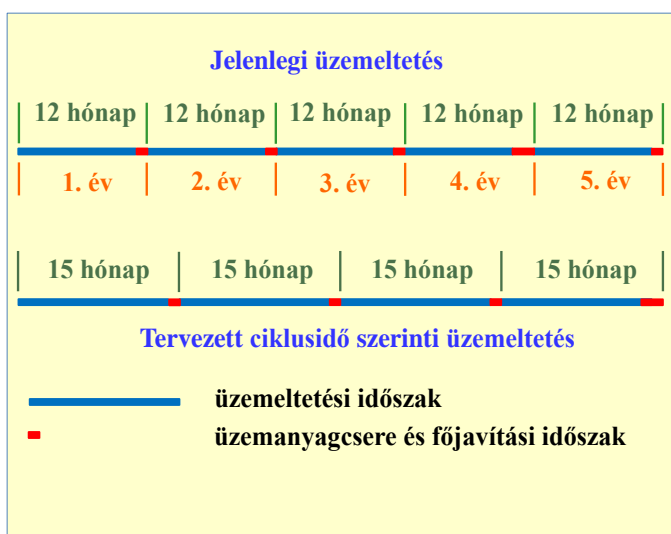 Jelenlegi üzemeltetés
12 hónap 12 hónap 12 hónap 12 hónap 12 hónap
1. év 2. év 3. év 4. év 5. év
15 hónap 15 hónap 15 hónap 15 hónap
Tervezett ciklusidő szerinti üzemeltetés
üzemeltetési időszak
üzemanyagcsere és főjavítási időszak